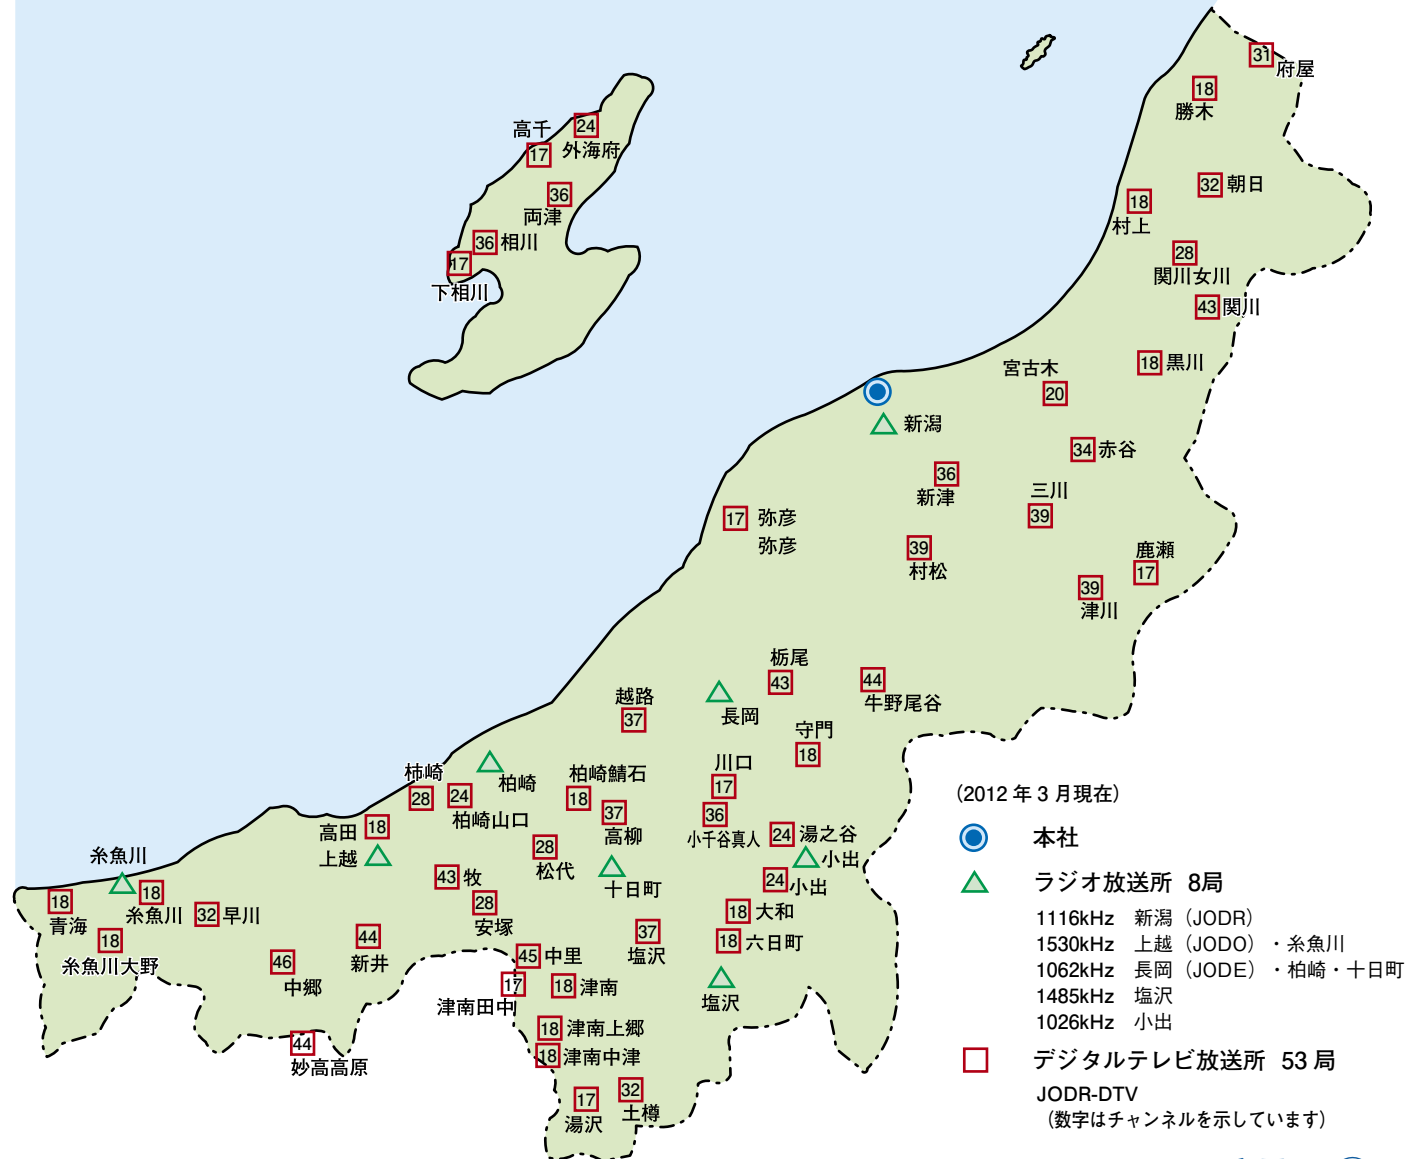 31
府屋
18
勝木
高千
24
外海府
17
32 朝日
36
両津
18
村上
36 相川
28
関川女川
17
下相川
43 関川
18 黒川
宮古木
20
新潟
34 赤谷
36
新津
三川
39
17 弥彦
弥彦
39
村松
鹿瀬
17
39
津川
栃尾
43
44
牛野尾谷
越路
37
長岡
守門
18
柿崎
28
柏崎
24
柏崎山口
柏崎鯖石
18
川口
17
37
高柳
36
小千谷真人
高田 18
上越
24 湯之谷
小出
28
松代
糸魚川
十日町
24 小出
43 牧
18
青海
18
糸魚川
32 早川
28
安塚
18 大和
18
糸魚川大野
44
新井
37
塩沢
18 六日町
46
中郷
45 中里
17
津南田中
18 津南
塩沢
18 津南上郷
44
妙高高原
18 津南中津
17
湯沢
32
土樽
(2012 年 3 月現在)
本社
ラジオ放送所 8局
1116kHz 新潟（JODR）
1530kHz 上越（JODO）・糸魚川
1062kHz 長岡（JODE）・柏崎・十日町
1485kHz 塩沢
1026kHz 小出
デジタルテレビ放送所 53 局
JODR-DTV
（数字はチャンネルを示しています）